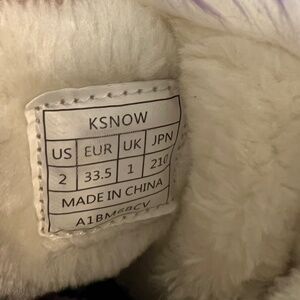 KSNOW
US EUR UK JPN
2 33.5 1 210
MADE IN CHINA